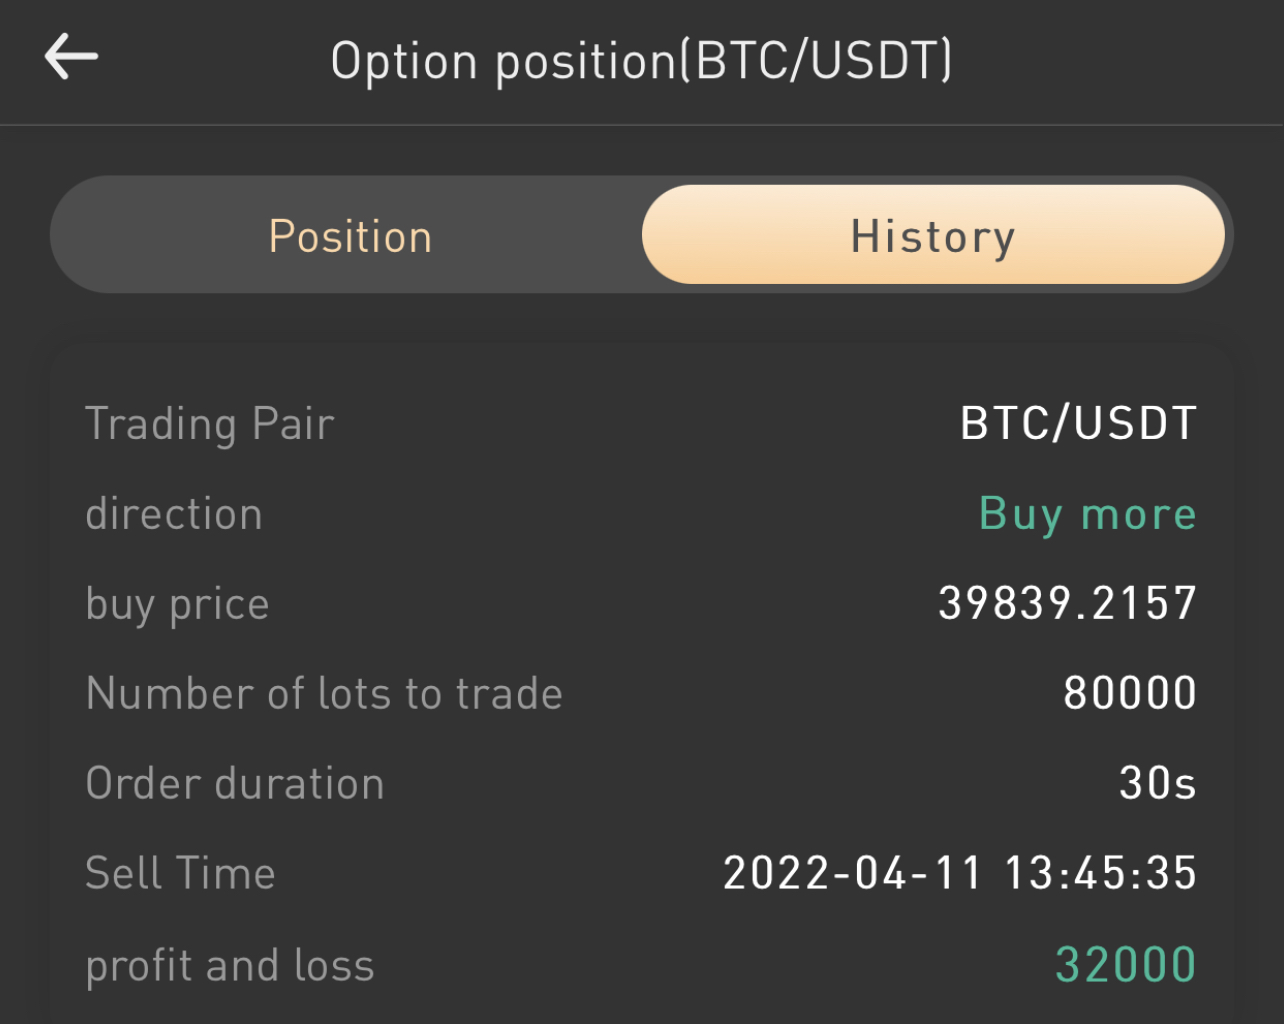 Option position(BTC/USDT)
Position
History
Trading Pair BTC/USDT
direction Buy more
buy price 39839.2157
Number of lots to trade 80000
Order duration 30s
Sell Time 2022-04-11 13:45:35
profit and loss 32000